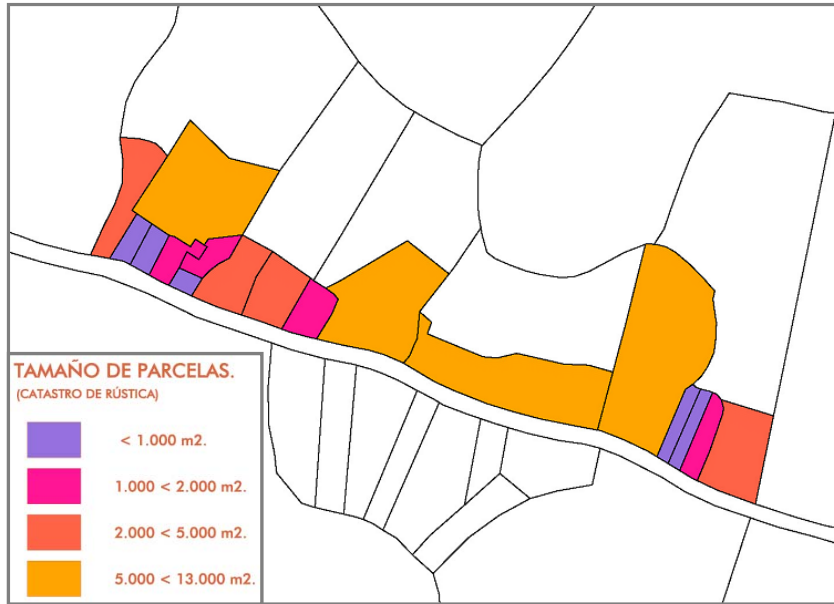 TAMAÑO DE PARCELAS.
(CATASTRO DE RÚSTICA)
< 1.000 m2.
1.000 < 2.000 m2.
2.000 < 5.000 m2.
5.000 < 13.000 m2.